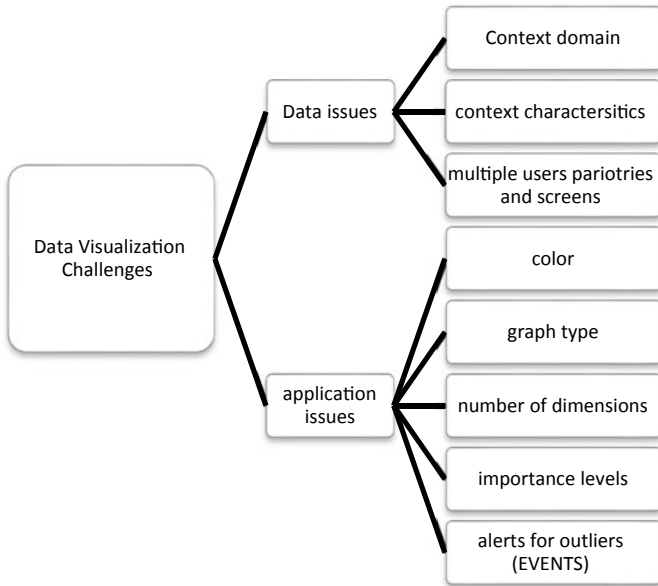 Data Visualization
Challenges
Data issues
Context domain
context charactersitics
multiple users pariotries
and screens
application
issues
color
graph type
number of dimensions
importance levels
alerts for outliers
(EVENTS)